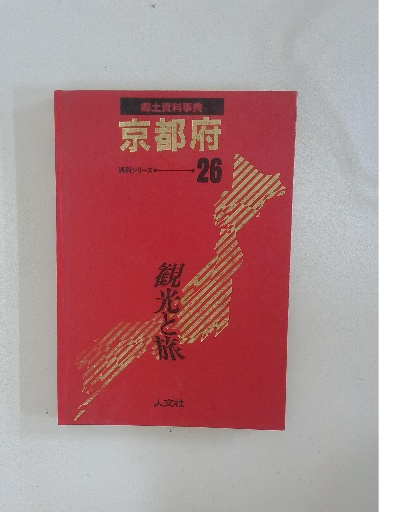 郷土資料事典
京都府
県別シリーズ
26
観光と旅
人文社